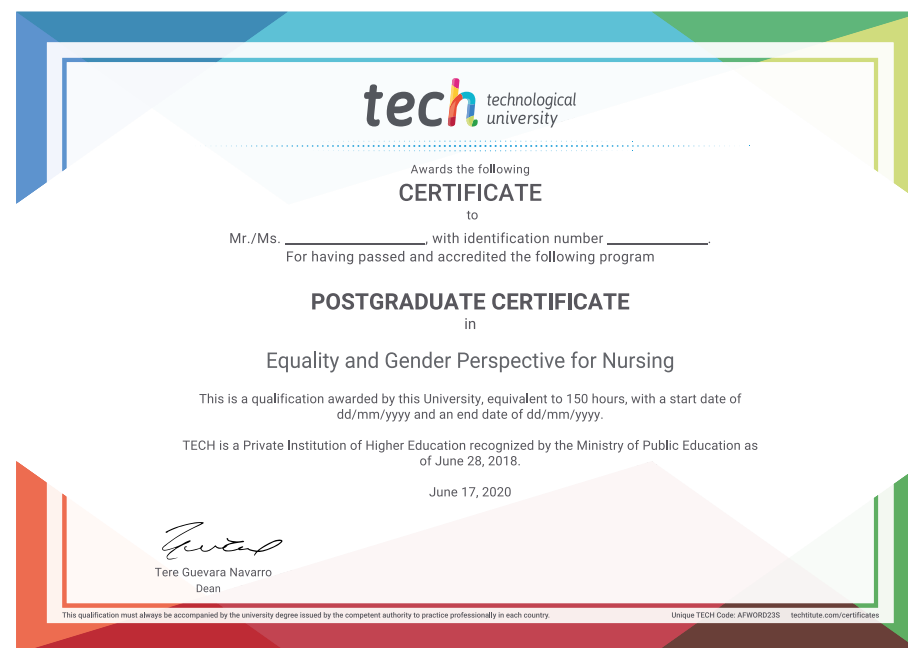 tech technological
university
Awards the following
CERTIFICATE
to
Mr./Ms. ____________________, with identification number ______________.
For having passed and accredited the following program
POSTGRADUATE CERTIFICATE
in
Equality and Gender Perspective for Nursing
This is a qualification awarded by this University, equivalent to 150 hours, with a start date of
dd/mm/yyyy and an end date of dd/mm/yyyy.
TECH is a Private Institution of Higher Education recognized by the Ministry of Public Education as
of June 28, 2018.
June 17, 2020
Tere Guevara Navarro
Dean
This qualification must always be accompanied by the university degree issued by the competent authority to practice professionally in each country.
Unique TECH Code: AFWORD23S techtitute.com/certificates